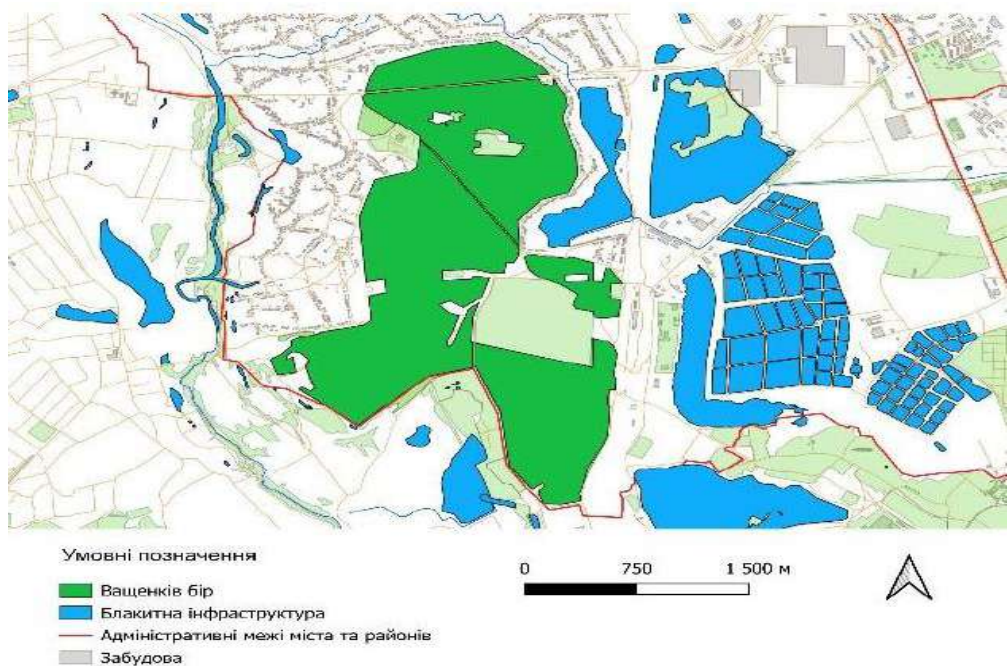 Умовні позначення
0 750 1 500 м
Ващенків бір
Блакитна інфраструктура
Адміністративні межі міста та районів
Забудова